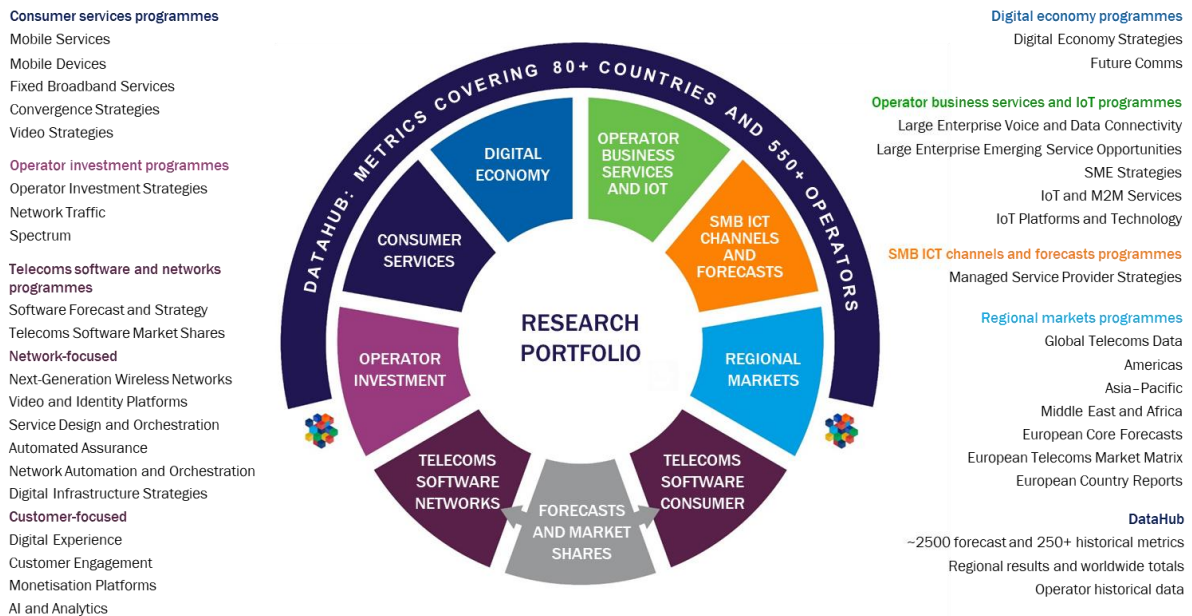 Consumer services programmes
Mobile Services
Mobile Devices
Fixed Broadband Services
Convergence Strategies
Video Strategies
Operator investment programmes
Operator Investment Strategies
Network Traffic
Spectrum
Telecoms software and networks
programmes
Software Forecast and Strategy
Telecoms Software Market Shares
Network-focused
Next-Generation Wireless Networks
Video and Identity Platforms
Service Design and Orchestration
Automated Assurance
Network Automation and Orchestration
Digital Infrastructure Strategies
Customer-focused
Digital Experience
Customer Engagement
Monetisation Platforms
AI and Analytics
DATAHUB: METRICS COVERING 80+ COUNTRIES AND 550+ OPERATORS
DIGITAL
ECONOMY
OPERATOR
BUSINESS
SERVICES
AND IOT
CONSUMER
SERVICES
SMB ICT
CHANNELS
AND
FORECASTS
RESEARCH
PORTFOLIO
OPERATOR
INVESTMENT
REGIONAL
MARKETS
TELECOMS
SOFTWARE
NETWORKS
FORECASTS
AND MARKET
SHARES
TELECOMS
SOFTWARE
CONSUMER
Digital economy programmes
Digital Economy Strategies
Future Comms
Operator business services and IoT programmes
Large Enterprise Voice and Data Connectivity
Large Enterprise Emerging Service Opportunities
SME Strategies
IoT and M2M Services
IoT Platforms and Technology
SMB ICT channels and forecasts programmes
Managed Service Provider Strategies
Regional markets programmes
Global Telecoms Data
Americas
Asia–Pacific
Middle East and Africa
European Core Forecasts
European Telecoms Market Matrix
European Country Reports
DataHub
~2500 forecast and 250+ historical metrics
Regional results and worldwide totals
Operator historical data